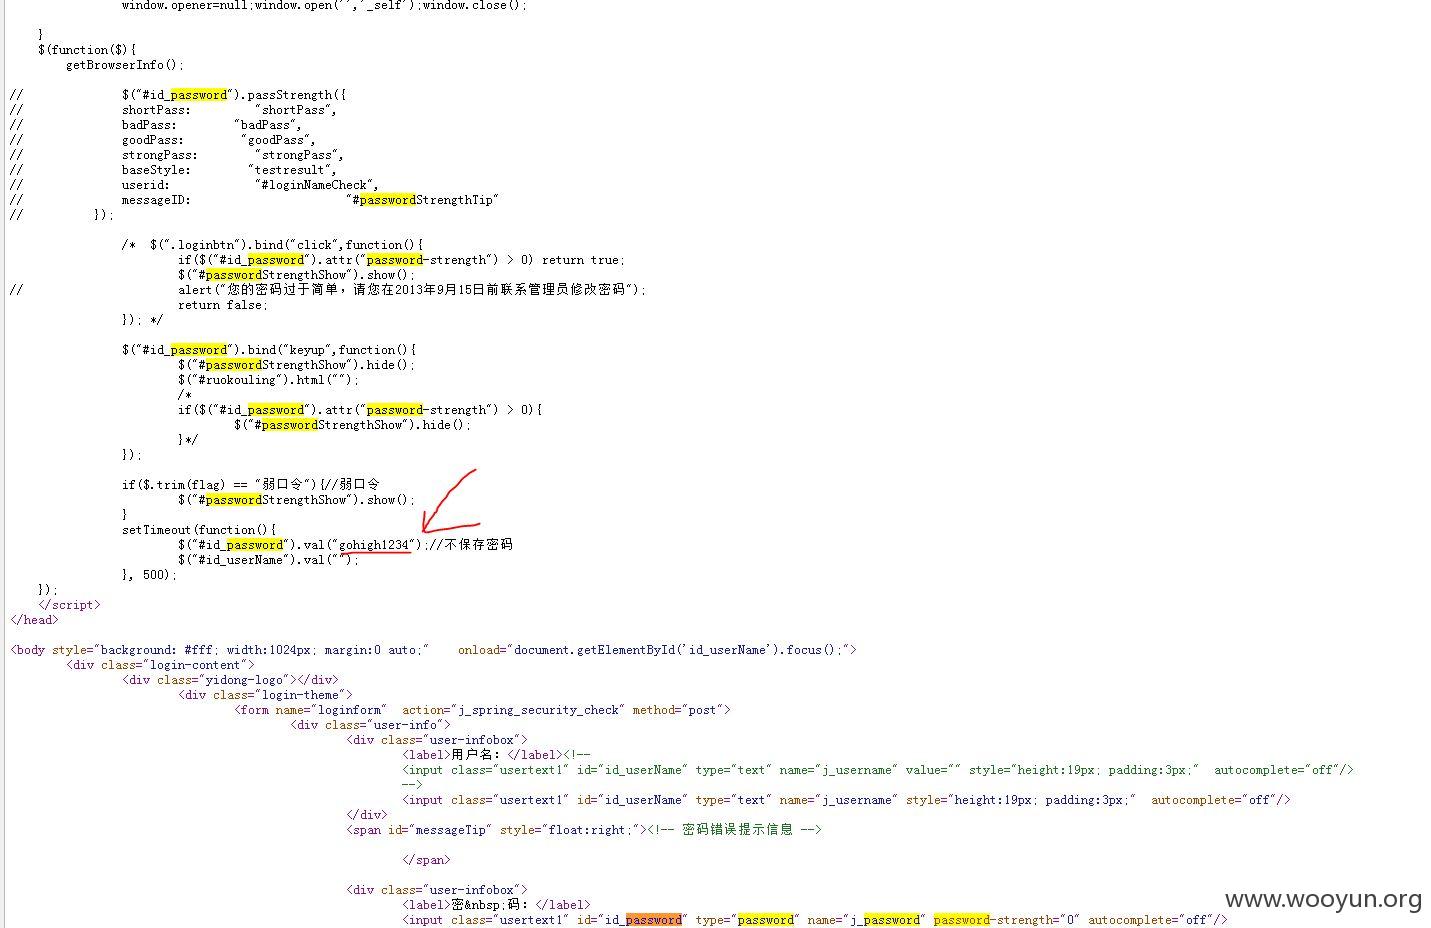 window.opener=null;window.open('','_self');window.close();
}
$(function($){
getBrowserInfo();
// $("#id_password").passStrength({
// shortPass: "shortPass",
// badPass: "badPass",
// goodPass: "goodPass",
// strongPass: "strongPass",
// baseStyle: "testresult",
// userid: "#loginNameCheck",
// messageID: "#passwordStrengthTip"
// });
/* $(".loginbtn").bind("click",function(){
if($("#id_password").attr("password-strength") > 0) return true;
$("#passwordStrengthShow").show();
// alert("您的密码过于简单，请您在2013年9月15日前联系管理员修改密码");
return false;
}); */
$("#id_password").bind("keyup",function(){
$("#passwordStrengthShow").hide();
$("#ruokouling").html("");
/*
if($("#id_password").attr("password-strength") > 0){
$("#passwordStrengthShow").hide();
}*/
});
if($.trim(flag) == "弱口令"){//弱口令
$("#passwordStrengthShow").show();
}
setTimeout(function(){
$("#id_password").val("gohigh1234");//不保存密码
$("#id_userName").val("");
}, 500);
});
</script>
</head>
<body style="background: #fff; width:1024px; margin:0 auto;" onload="document.getElementById('id_userName').focus();">
<div class="login-content">
<div class="yidong-logo"></div>
<div class="login-theme">
<form name="loginform" action="j_spring_security_check" method="post">
<div class="user-info">
<div class="user-infobox">
<label>用户名：</label><!--
<input class="usertext1" id="id_userName" type="text" name="j_username" value="" style="height:19px; padding:3px;" autocomplete="off"/>
-->
<input class="usertext1" id="id_userName" type="text" name="j_username" style="height:19px; padding:3px;" autocomplete="off"/>
</div>
<span id="messageTip" style="float:right;"><!-- 密码错误提示信息 -->
</span>
<div class="user-infobox">
<label>密&nbsp;码：</label>
<input class="usertext1" id="id_password" type="password" name="j_password" password-strength="0" autocomplete="off"/>
www.wooyun.org